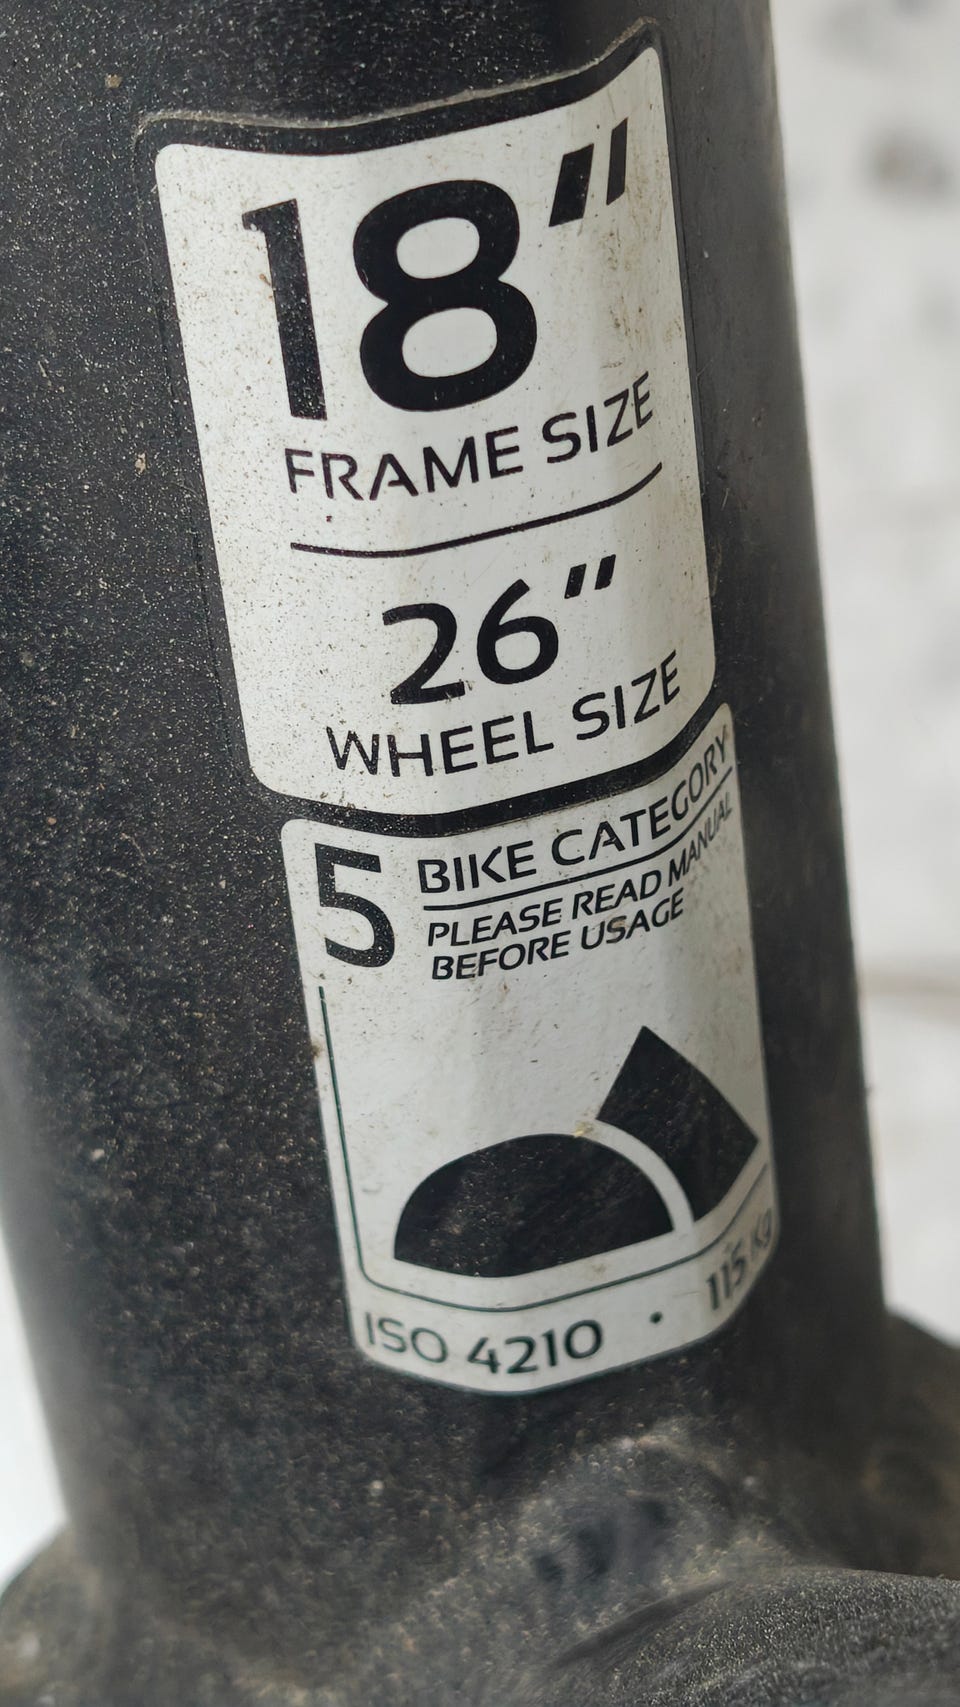 18"
FRAME SIZE
26"
WHEEL SIZE
5
BIKE CATEGORY
PLEASE READ MANUAL
BEFORE USAGE
ISO 4210 • 115 Kg